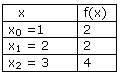 x f(x)
x₀ =1 2
x₁ = 2 2
x₂ = 3 4